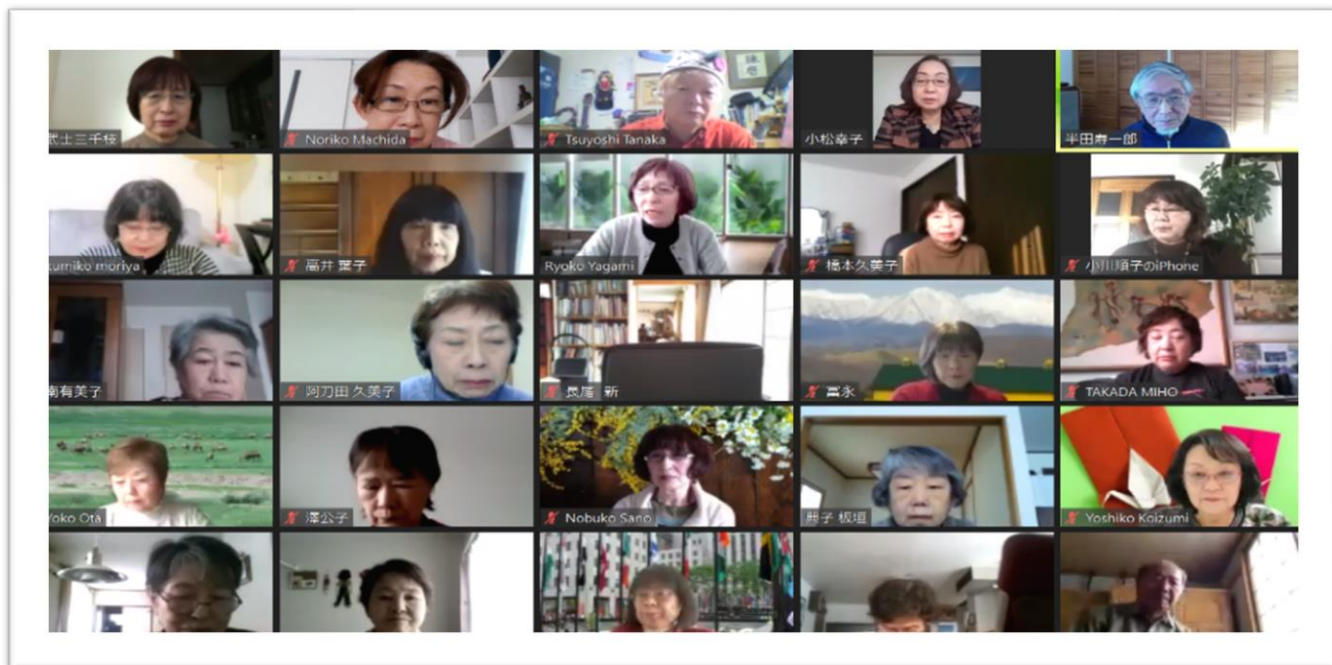 武士三千枝
Noriko Machida
Tsuyoshi Tanaka
小松幸子
半田寿一郎
kumiko moriya
高井 葉子
Ryoko Yagami
橋本久美子
小川順子のiPhone
南有美子
阿刀田 久美子
長尾 新
冨永
TAKADA MIHO
Yoko Ota
澤公子
Nobuko Sano
子 板垣
Yoshiko Koizumi